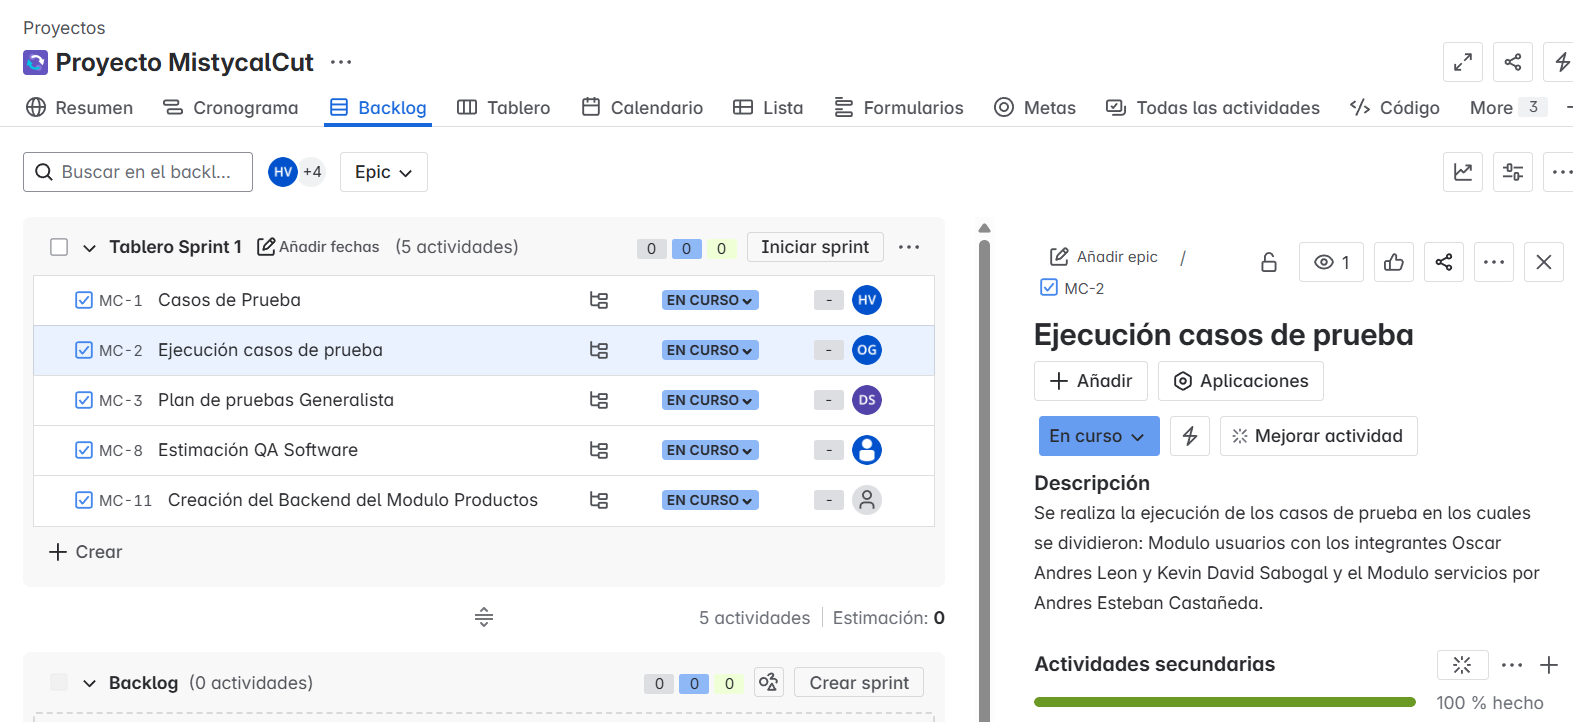 Proyectos
Proyecto MistycalCut
Resumen Cronograma Backlog Tablero Calendario Lista Formularios Metas Todas las actividades Código More 3
Buscar en el backl... HV +4 Epic
Tablero Sprint 1 Añadir fechas (5 actividades) 0 0 0 Iniciar sprint
MC-1 Casos de Prueba EN CURSO - HV
MC-2 Ejecución casos de prueba EN CURSO - OG
MC-3 Plan de pruebas Generalista EN CURSO - DS
MC-8 Estimación QA Software EN CURSO -
MC-11 Creación del Backend del Modulo Productos EN CURSO -
Crear
5 actividades Estimación: 0
Backlog (0 actividades) 0 0 0 Crear sprint
Añadir epic / 1
MC-2
Ejecución casos de prueba
Añadir Aplicaciones
En curso Mejorar actividad
Descripción
Se realiza la ejecución de los casos de prueba en los cuales
se dividieron: Modulo usuarios con los integrantes Oscar
Andres Leon y Kevin David Sabogal y el Modulo servicios por
Andres Esteban Castañeda.
Actividades secundarias
100 % hecho